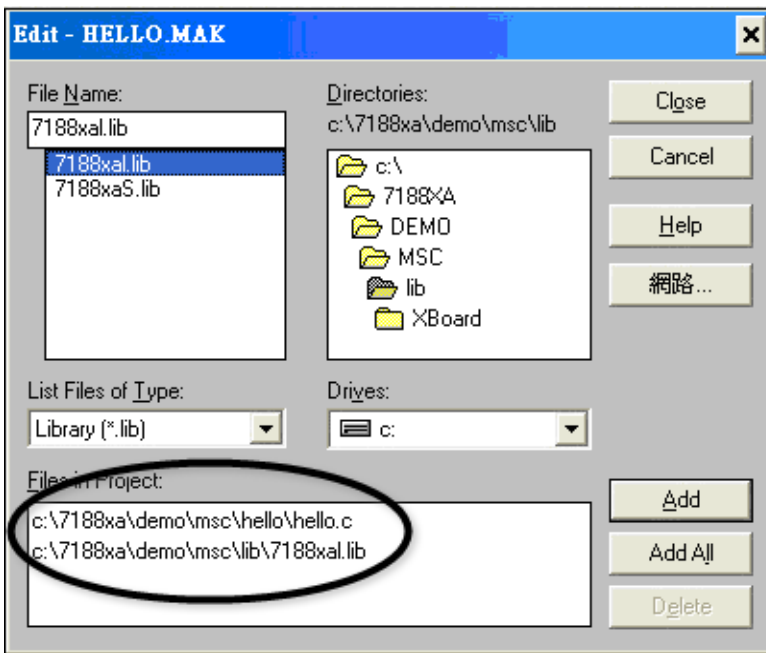 Edit - HELLO.MAK
File Name:
7188xal.lib
7188xal.lib
7188xaS.lib
Directories:
c:\7188xa\demo\msc\lib
c:\
7188XA
DEMO
MSC
lib
XBoard
Close
Cancel
Help
網路...
List Files of Type:
Library (*.lib)
Drives:
c:
Files in Project:
c:\7188xa\demo\msc\hello\hello.c
c:\7188xa\demo\msc\lib\7188xal.lib
Add
Add All
Delete